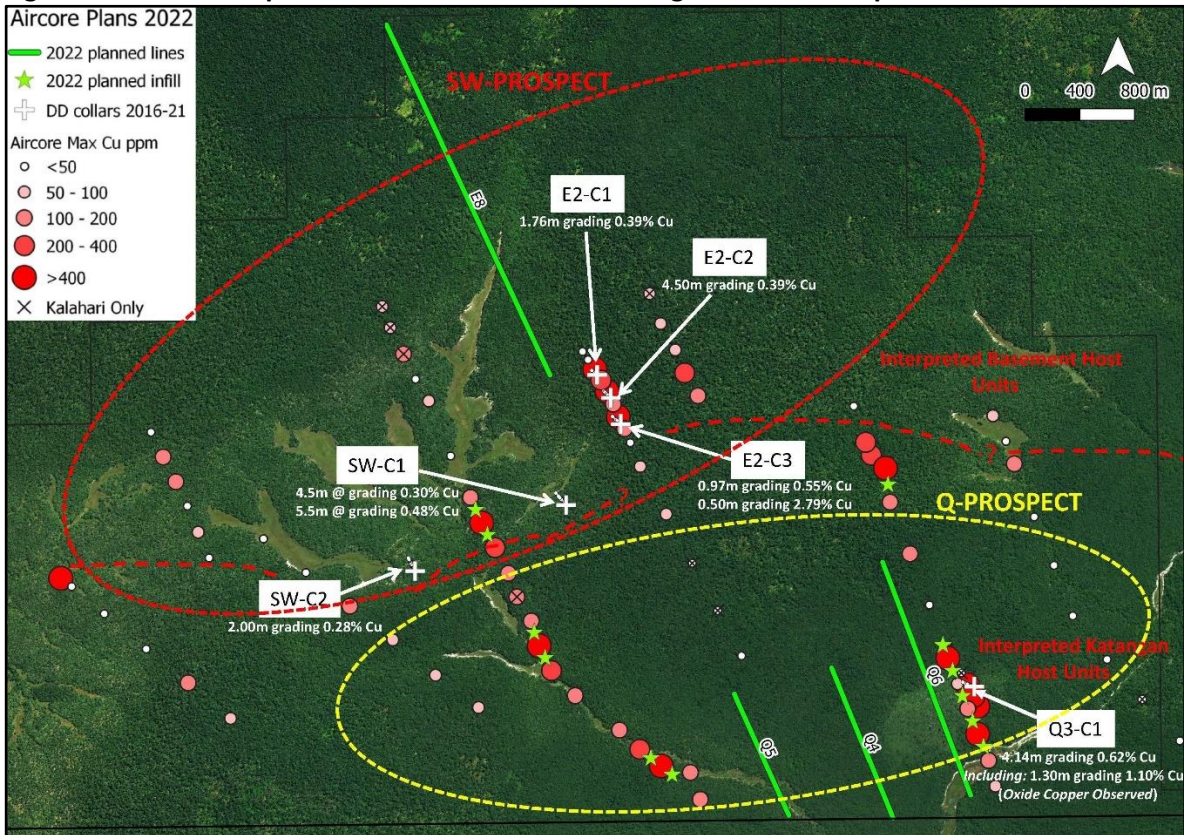 Aircore Plans 2022
2022 planned lines
2022 planned infill
DD collars 2016-21
Aircore Max Cu ppm
<50
50 - 100
100 - 200
200 - 400
>400
Kalahari Only
SW-PROSPECT
0 400 800 m
E8
E2-C1
1.76m grading 0.39% Cu
E2-C2
4.50m grading 0.39% Cu
Interpreted Basement Host
Units
SW-C1
4.5m @ grading 0.30% Cu
5.5m @ grading 0.48% Cu
?
E2-C3
0.97m grading 0.55% Cu
0.50m grading 2.79% Cu
?
Q-PROSPECT
SW-C2
2.00m grading 0.28% Cu
Interpreted Katangan
Host Units
Q6
Q5
Q4
Q3-C1
4.14m grading 0.62% Cu
Including: 1.30m grading 1.10% Cu
(Oxide Copper Observed)